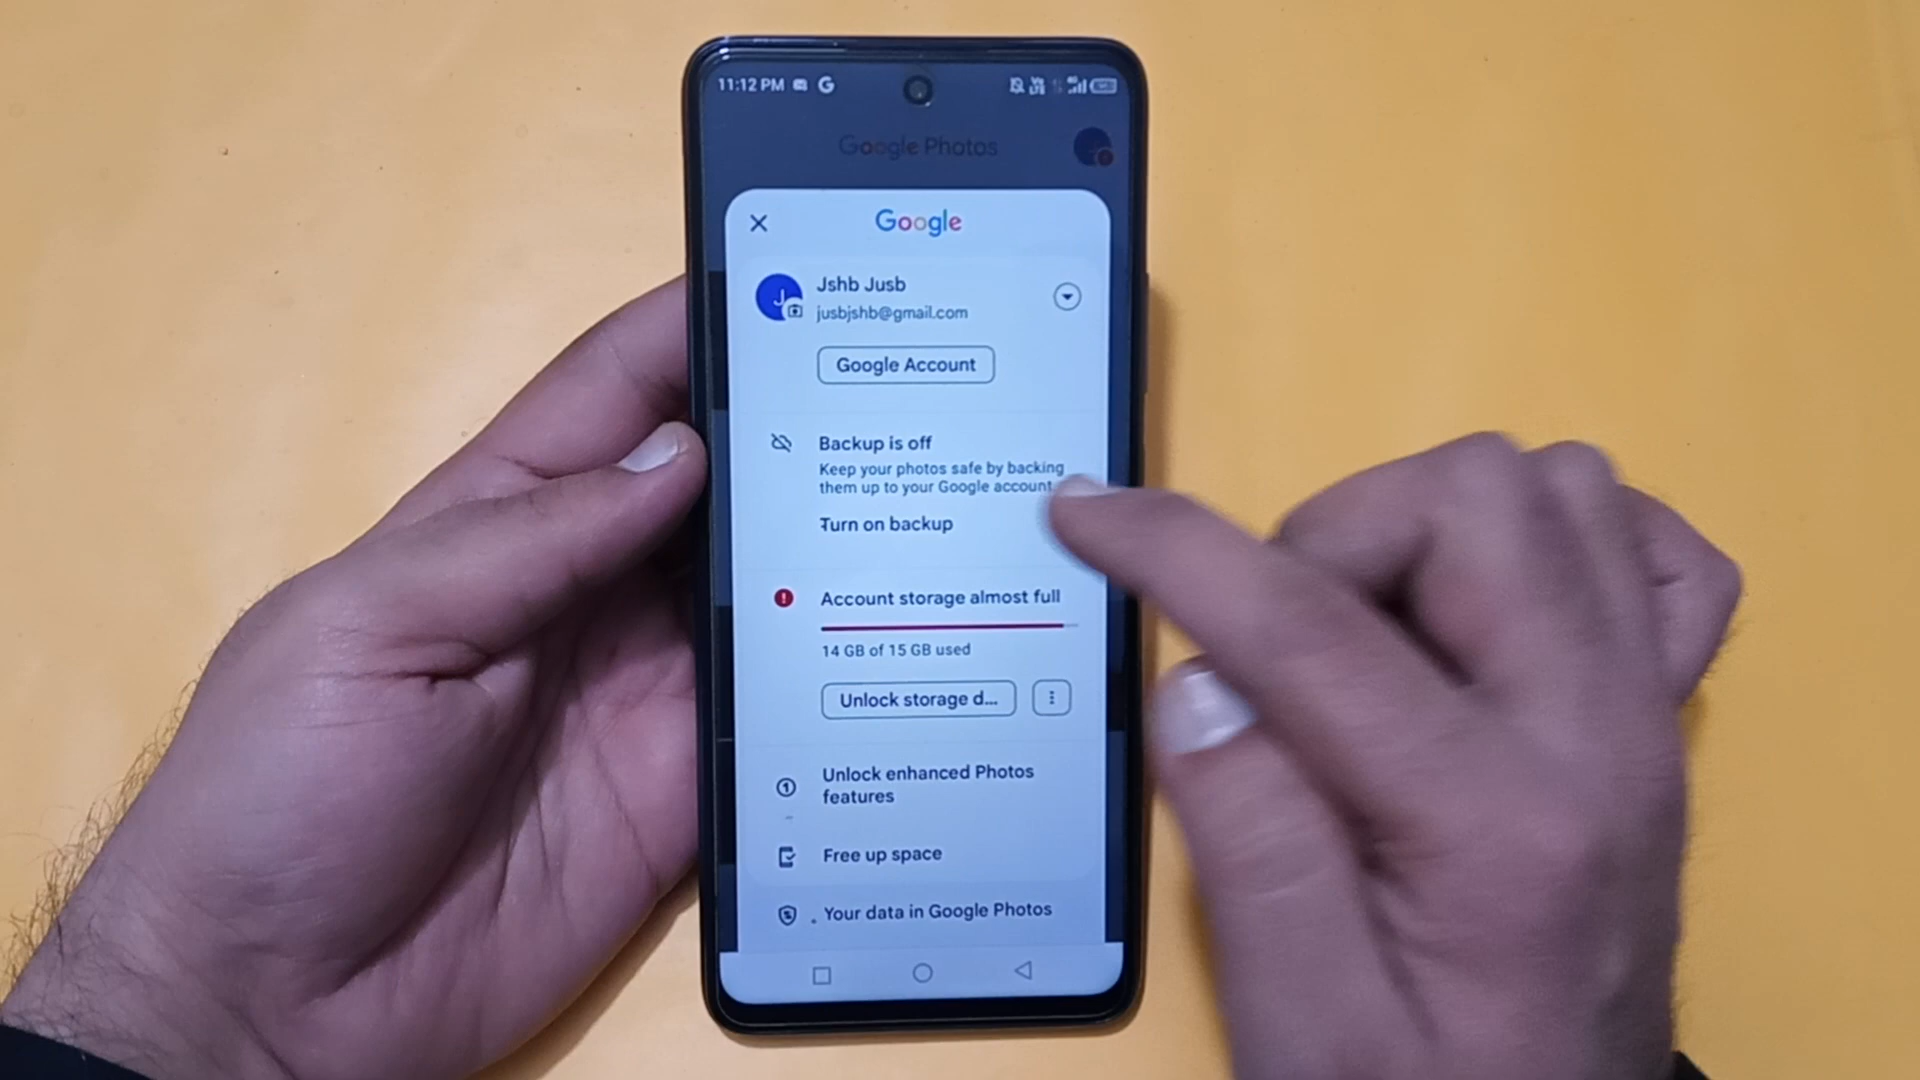 11:12 PM
Google Photos
Google
J
Jshb Jusb
jusbjshb@gmail.com
Google Account
Backup is off
Keep your photos safe by backing
them up to your Google account.
Turn on backup
Account storage almost full
14 GB of 15 GB used
Unlock storage d...
Unlock enhanced Photos
features
Free up space
Your data in Google Photos